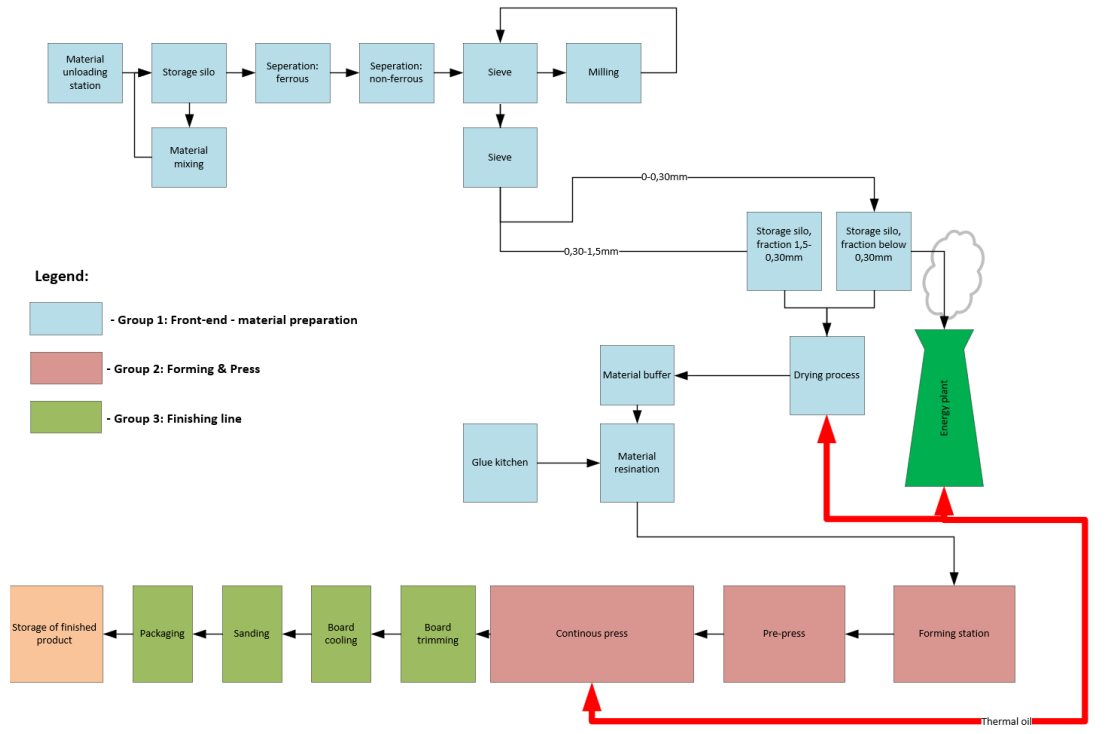 Material
unloading
station
Storage silo
Seperation:
ferrous
Seperation:
non-ferrous
Sieve
Milling
Material
mixing
Sieve
0-0,30mm
Storage silo,
fraction 1,5-
0,30mm
Storage silo,
fraction below
0,30mm
0,30-1,5mm
Legend:
- Group 1: Front-end - material preparation
- Group 2: Forming & Press
- Group 3: Finishing line
Material buffer
Drying process
Energy plant
Glue kitchen
Material
resination
Storage of finished
product
Packaging
Sanding
Board
cooling
Board
trimming
Continous press
Pre-press
Forming station
Thermal oil